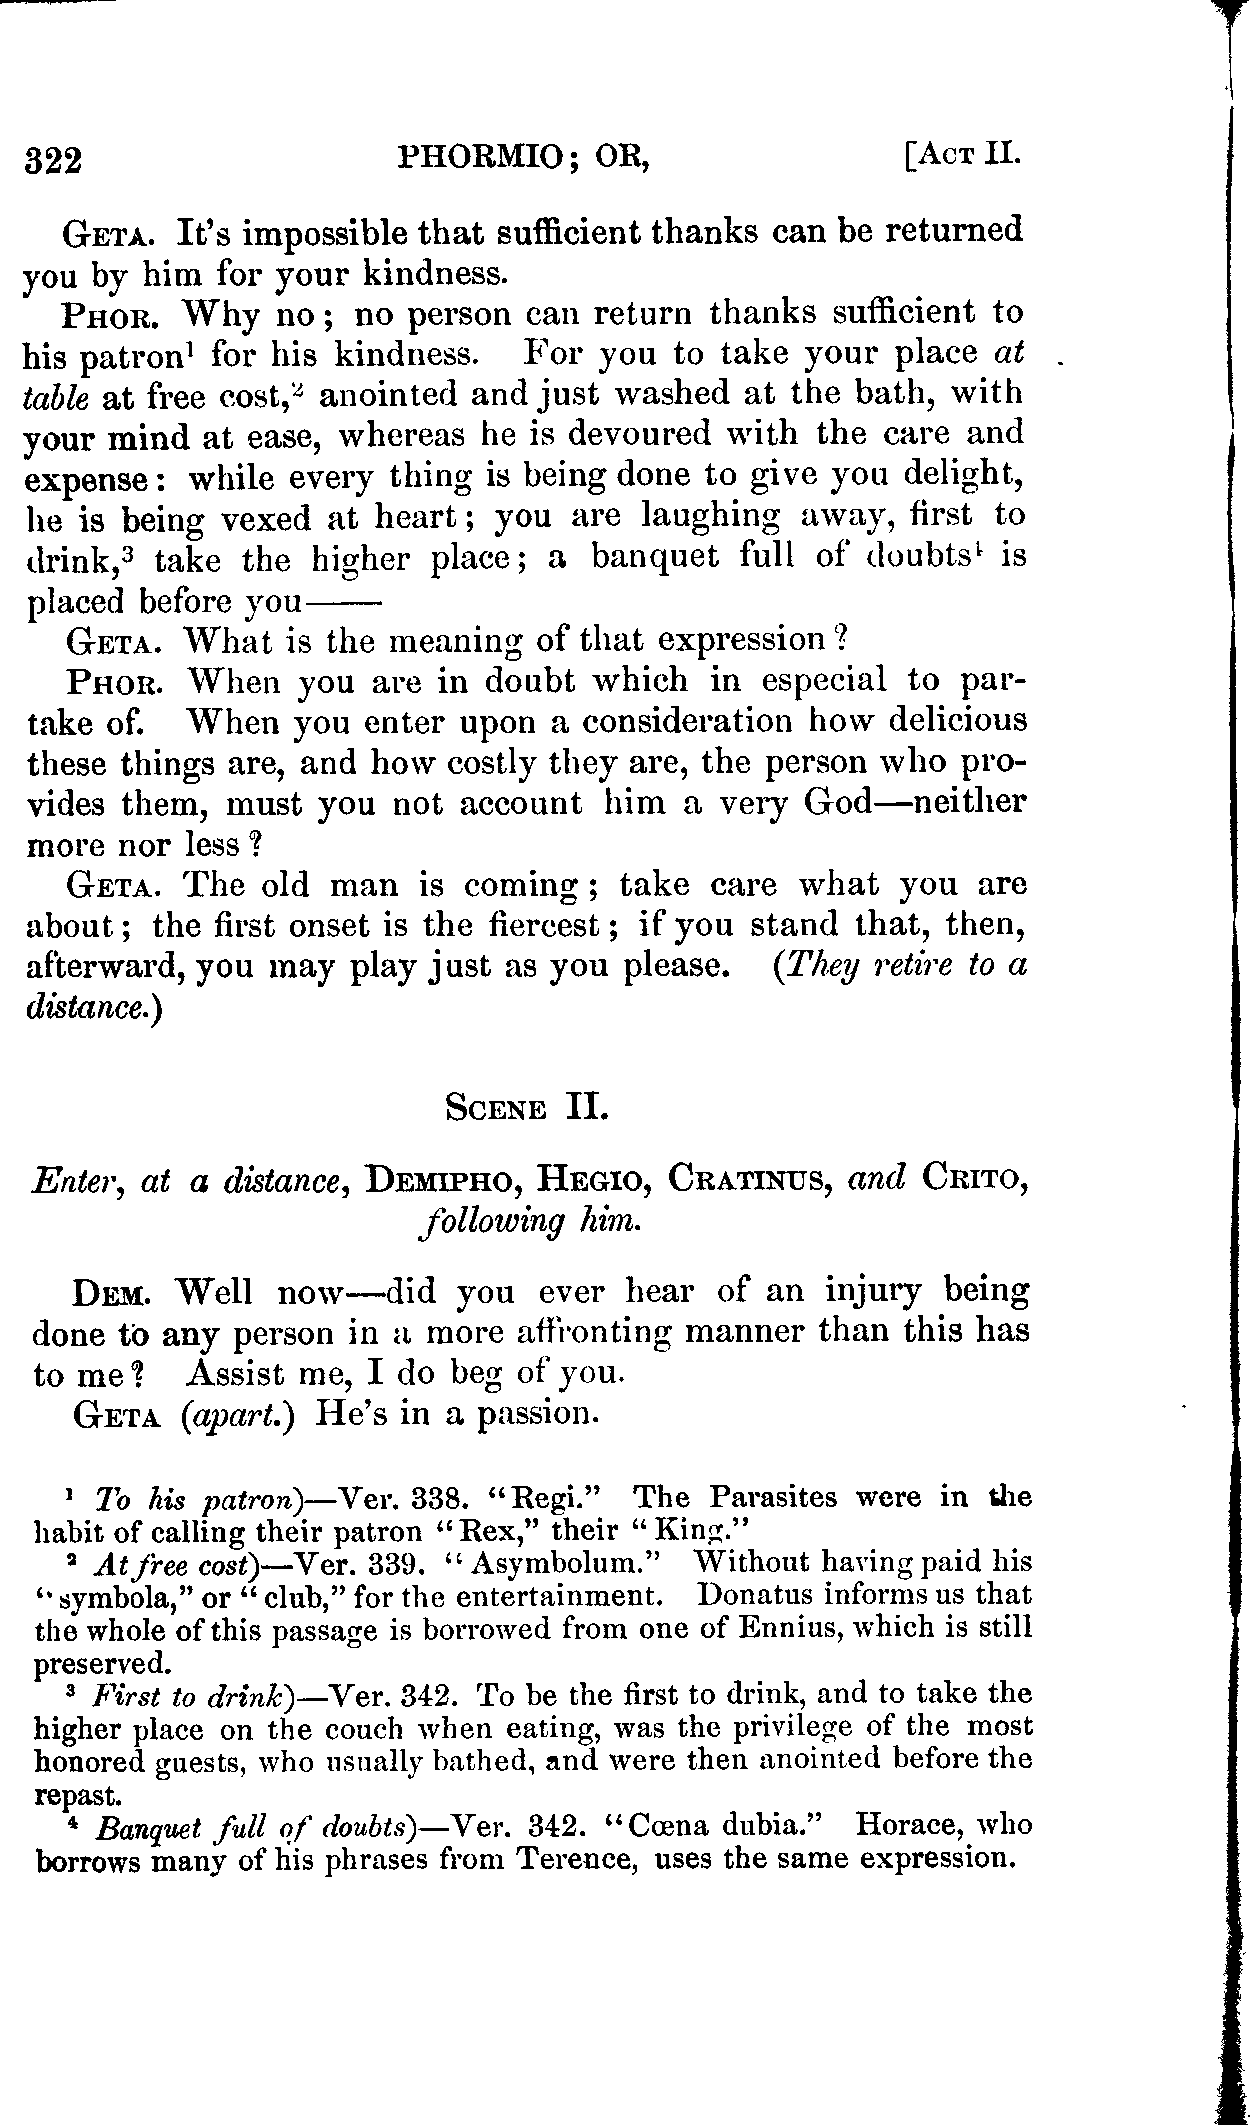 322 PHORMIO; OR, [ACT II.
GETA. It's impossible that sufficient thanks can be returned
you by him for your kindness.
PHOR. Why no; no person can return thanks sufficient to
his patron¹ for his kindness. For you to take your place at
table at free cost,² anointed and just washed at the bath, with
your mind at ease, whereas he is devoured with the care and
expense: while every thing is being done to give you delight,
he is being vexed at heart; you are laughing away, first to
drink,³ take the higher place; a banquet full of doubts⁴ is
placed before you——
GETA. What is the meaning of that expression?
PHOR. When you are in doubt which in especial to par-
take of. When you enter upon a consideration how delicious
these things are, and how costly they are, the person who pro-
vides them, must you not account him a very God—neither
more nor less?
GETA. The old man is coming; take care what you are
about; the first onset is the fiercest; if you stand that, then,
afterward, you may play just as you please. (They retire to a
distance.)
SCENE II.
Enter, at a distance, DEMIPHO, HEGIO, CRATINUS, and CRITO,
following him.
DEM. Well now—did you ever hear of an injury being
done to any person in a more affronting manner than this has
to me? Assist me, I do beg of you.
GETA (apart.) He's in a passion.
¹ To his patron)—Ver. 338. "Regi." The Parasites were in the
habit of calling their patron "Rex," their "King."
² At free cost)—Ver. 339. "Asymbolum." Without having paid his
"symbola," or "club," for the entertainment. Donatus informs us that
the whole of this passage is borrowed from one of Ennius, which is still
preserved.
³ First to drink)—Ver. 342. To be the first to drink, and to take the
higher place on the couch when eating, was the privilege of the most
honored guests, who usually bathed, and were then anointed before the
repast.
⁴ Banquet full of doubts)—Ver. 342. "Cœna dubia." Horace, who
borrows many of his phrases from Terence, uses the same expression.